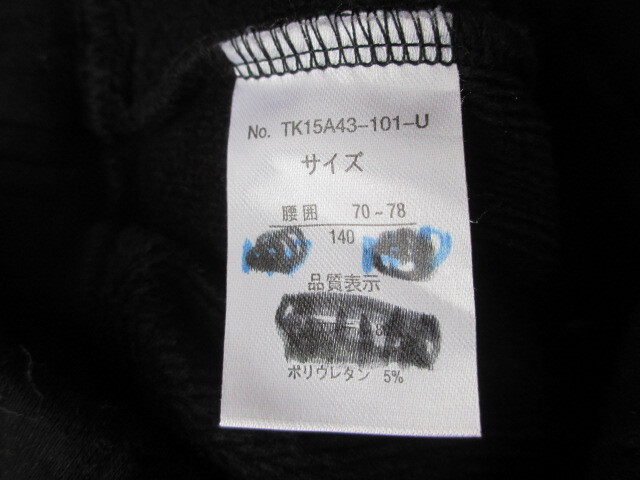 No. TK15A43-101-U
サイズ
腰囲 70~78
140
品質表示
ポリウレタン 5%